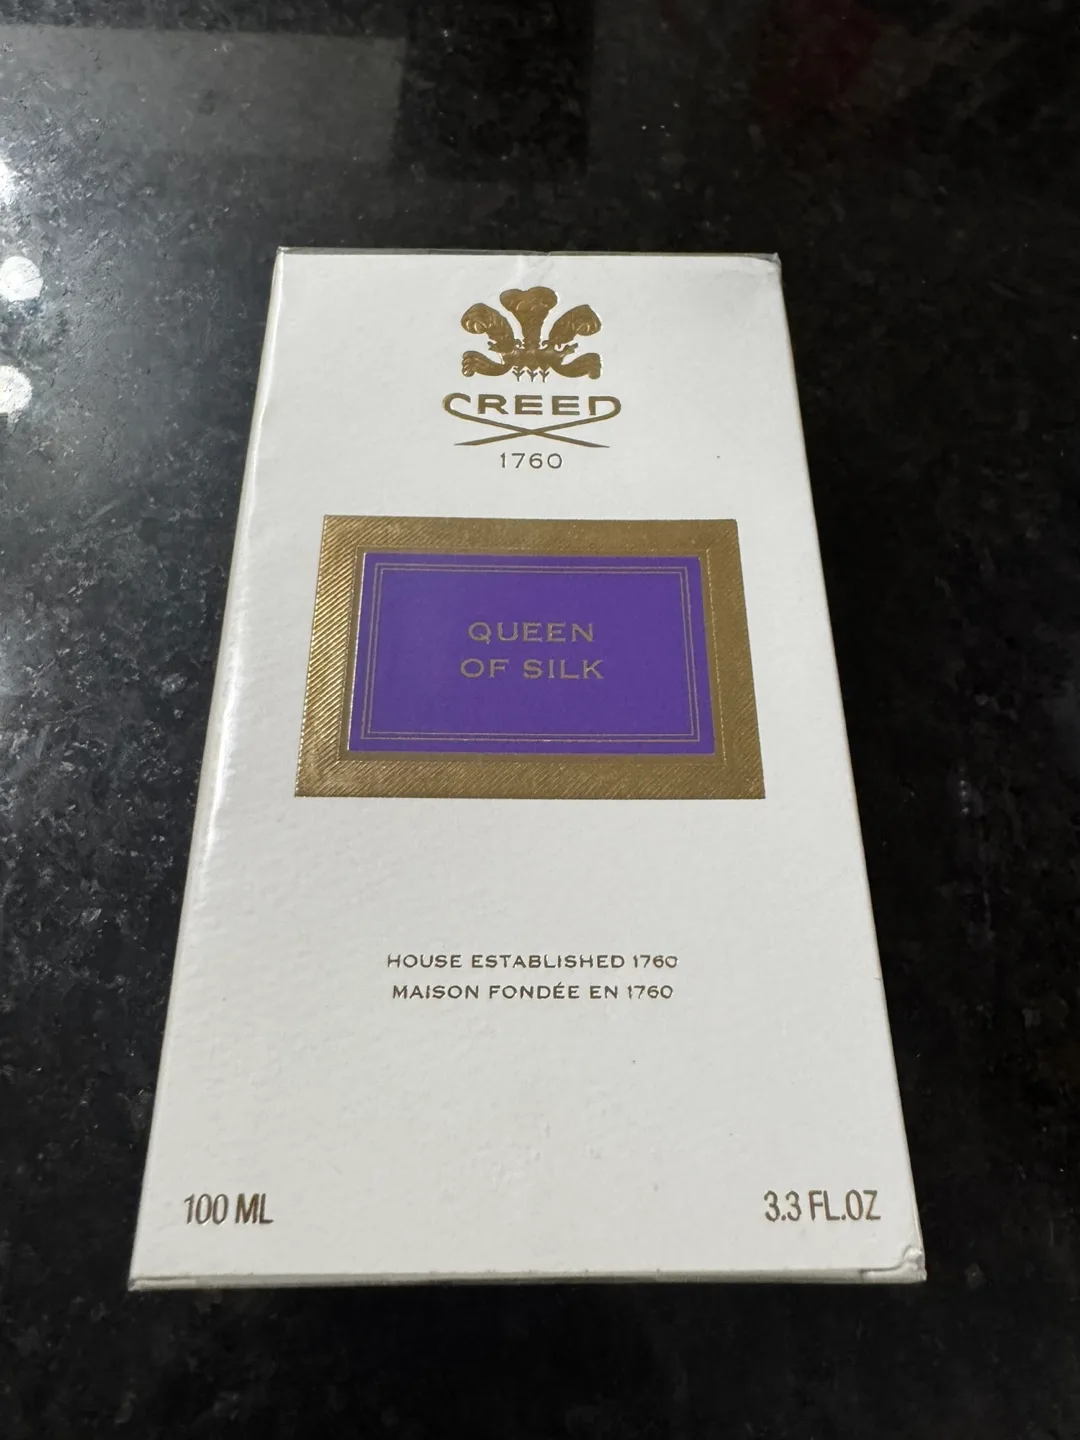 CREED
1760
QUEEN
OF SILK
HOUSE ESTABLISHED 1760
MAISON FONDÉE EN 1760
100 ML
3.3 FL.OZ